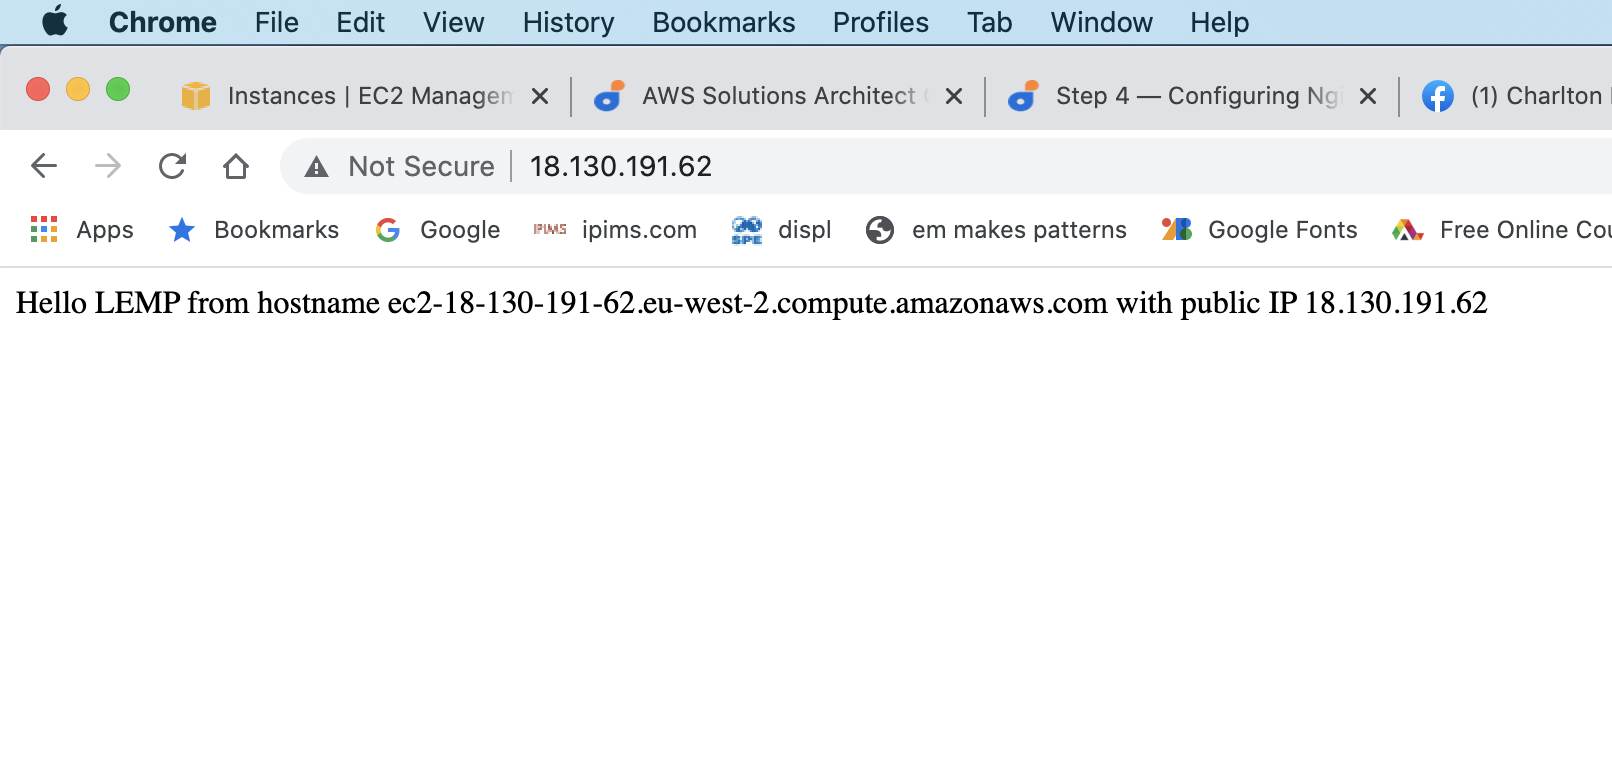 Chrome File Edit View History Bookmarks Profiles Tab Window Help
Instances | EC2 Managem AWS Solutions Architect Step 4 — Configuring Ngi (1) Charlton
Not Secure 18.130.191.62
Apps Bookmarks Google IPIMS ipims.com SPE displ em makes patterns Google Fonts Free Online Cou
Hello LEMP from hostname ec2-18-130-191-62.eu-west-2.compute.amazonaws.com with public IP 18.130.191.62